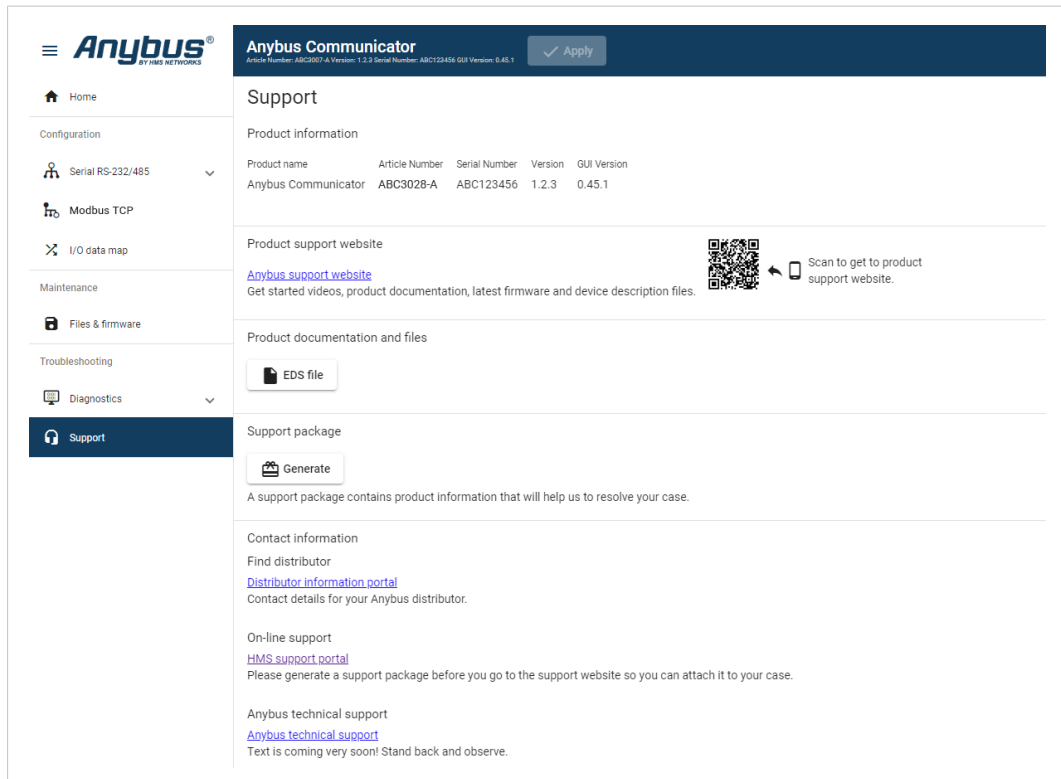 Anybus®
BY HMS NETWORKS
Anybus Communicator
Article Number: ABC3007-A Version: 1.2.3 Serial Number: ABC123456 GUI Version: 0.45.1
Apply
Home
Configuration
Serial RS-232/485
Modbus TCP
I/O data map
Maintenance
Files & firmware
Troubleshooting
Diagnostics
Support
Support
Product information
Product name Article Number Serial Number Version GUI Version
Anybus Communicator ABC3028-A ABC123456 1.2.3 0.45.1
Product support website
Anybus support website
Get started videos, product documentation, latest firmware and device description files.
Scan to get to product
support website.
Product documentation and files
EDS file
Support package
Generate
A support package contains product information that will help us to resolve your case.
Contact information
Find distributor
Distributor information portal
Contact details for your Anybus distributor.
On-line support
HMS support portal
Please generate a support package before you go to the support website so you can attach it to your case.
Anybus technical support
Anybus technical support
Text is coming very soon! Stand back and observe.